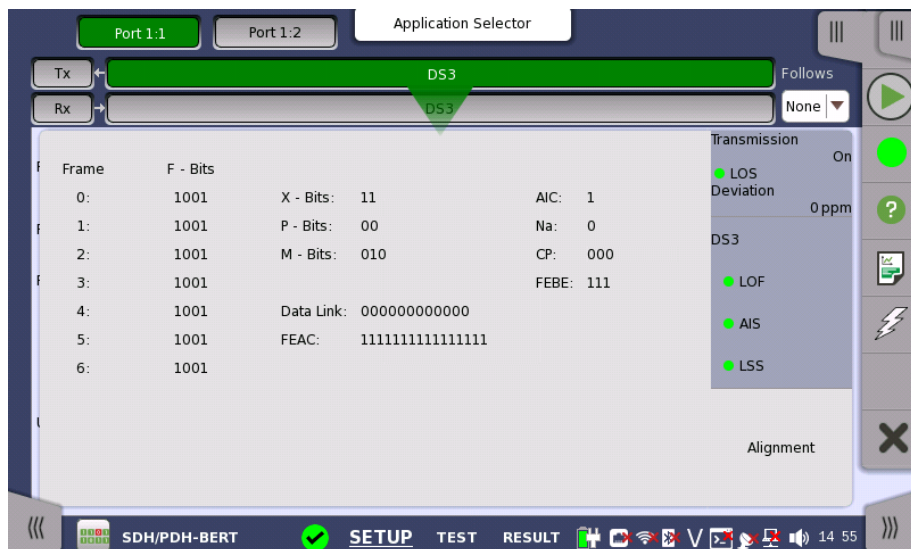 Application Selector
Port 1:1 Port 1:2
Tx DS3 Follows
Rx DS3 None
Transmission
On
LOS
Deviation
0 ppm
DS3
LOF
AIS
LSS
Alignment
Frame F - Bits
0: 1001 X - Bits: 11 AIC: 1
1: 1001 P - Bits: 00 Na: 0
2: 1001 M - Bits: 010 CP: 000
3: 1001 FEBE: 111
4: 1001 Data Link: 000000000000
5: 1001 FEAC: 1111111111111111
6: 1001
SDH/PDH-BERT SETUP TEST RESULT V 14 55